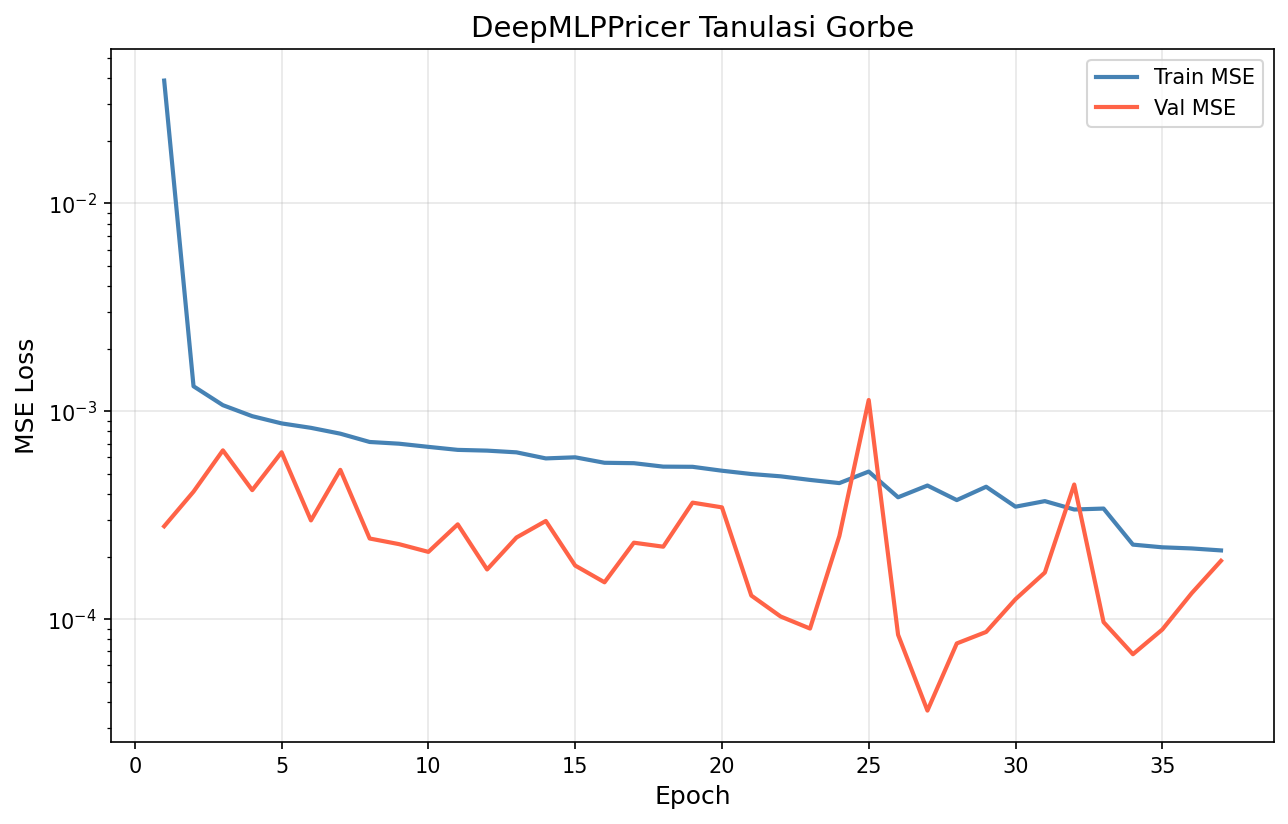 DeepMLPPricer Tanulasi Gorbe
Train MSE
Val MSE
MSE Loss
10⁻²
10⁻³
10⁻⁴
0 5 10 15 20 25 30 35
Epoch